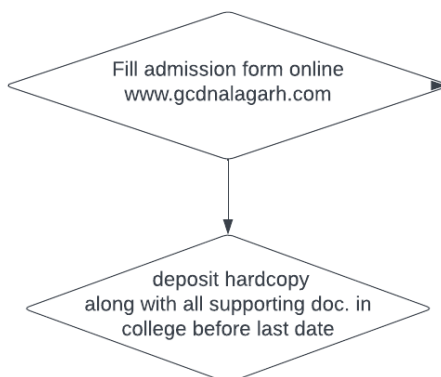 Fill admission form online
www.gcdnalagarh.com
deposit hardcopy
along with all supporting doc. in
college before last date